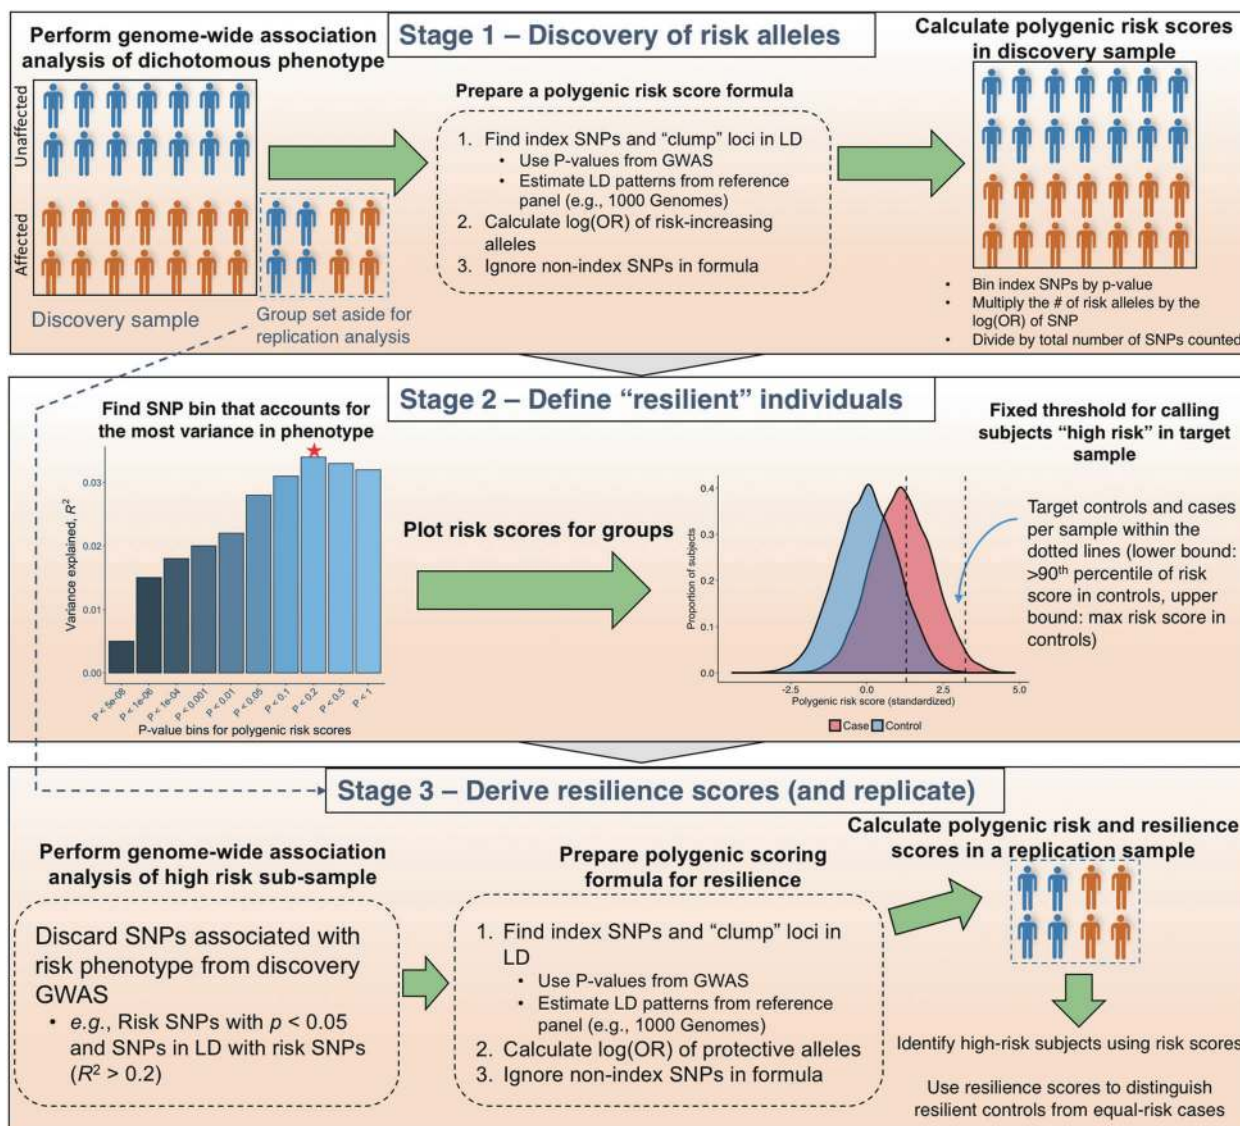 Stage 1 – Discovery of risk alleles
Perform genome-wide association
analysis of dichotomous phenotype
Unaffected
Affected
Discovery sample
Group set aside for
replication analysis
Prepare a polygenic risk score formula
1. Find index SNPs and “clump” loci in LD
• Use P-values from GWAS
• Estimate LD patterns from reference
panel (e.g., 1000 Genomes)
2. Calculate log(OR) of risk-increasing
alleles
3. Ignore non-index SNPs in formula
Calculate polygenic risk scores
in discovery sample
• Bin index SNPs by p-value
• Multiply the # of risk alleles by the
log(OR) of SNP
• Divide by total number of SNPs counted
Stage 2 – Define “resilient” individuals
Find SNP bin that accounts for
the most variance in phenotype
Variance explained, R²
0.03
0.02
0.01
0.00
P < 5e-08
P < 1e-06
P < 1e-04
P < 0.001
P < 0.01
P < 0.05
P < 0.1
P < 0.2
P < 0.5
P < 1
P-value bins for polygenic risk scores
Plot risk scores for groups
Proportion of subjects
0.4
0.3
0.2
0.1
0.0
-2.5
0.0
2.5
5.0
Polygenic risk score (standardized)
Case
Control
Fixed threshold for calling
subjects “high risk” in target
sample
Target controls and cases
per sample within the
dotted lines (lower bound:
>90th percentile of risk
score in controls, upper
bound: max risk score in
controls)
Stage 3 – Derive resilience scores (and replicate)
Perform genome-wide association
analysis of high risk sub-sample
Discard SNPs associated with
risk phenotype from discovery
GWAS
• e.g., Risk SNPs with p < 0.05
and SNPs in LD with risk SNPs
(R² > 0.2)
Prepare polygenic scoring
formula for resilience
1. Find index SNPs and “clump” loci in
LD
• Use P-values from GWAS
• Estimate LD patterns from reference
panel (e.g., 1000 Genomes)
2. Calculate log(OR) of protective alleles
3. Ignore non-index SNPs in formula
Calculate polygenic risk and resilience
scores in a replication sample
Identify high-risk subjects using risk scores
Use resilience scores to distinguish
resilient controls from equal-risk cases